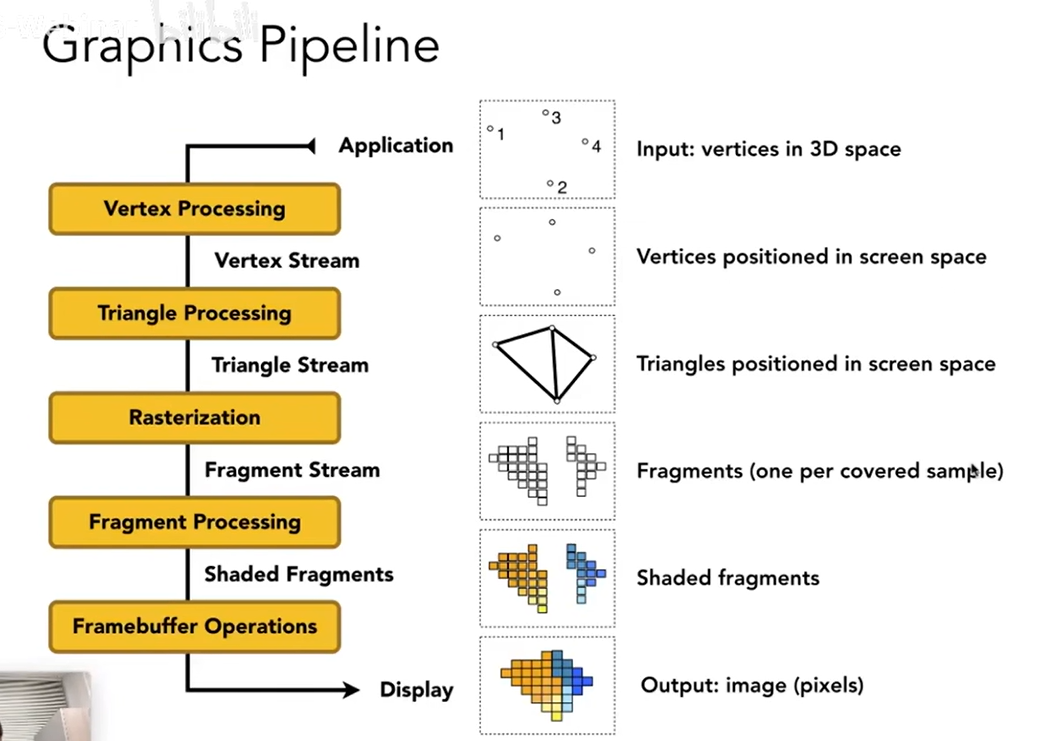 Graphics Pipeline
Application
Vertex Processing
Vertex Stream
Triangle Processing
Triangle Stream
Rasterization
Fragment Stream
Fragment Processing
Shaded Fragments
Framebuffer Operations
Display
1
3
4
2
Input: vertices in 3D space
Vertices positioned in screen space
Triangles positioned in screen space
Fragments (one per covered sample)
Shaded fragments
Output: image (pixels)